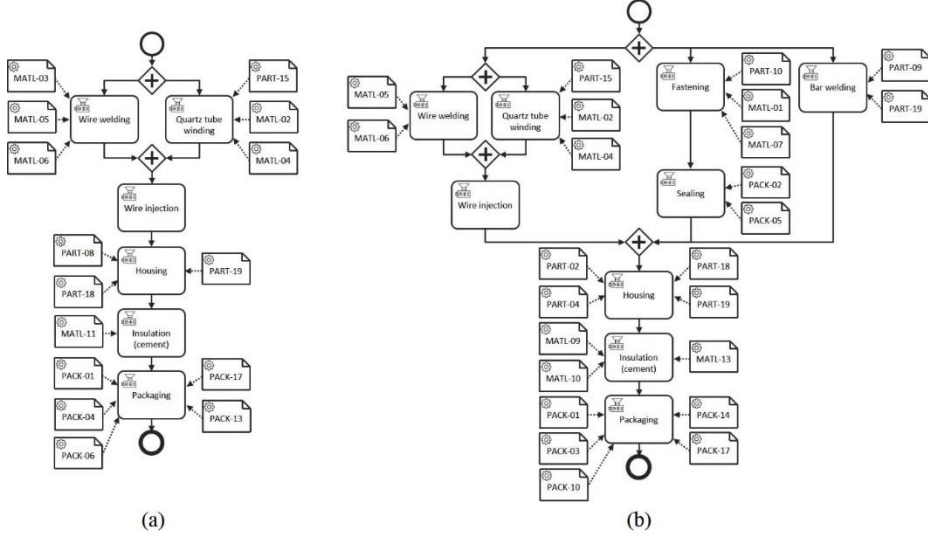 MATL-03
PART-15
MATL-05
Wire welding
Quartz tube
winding
MATL-02
MATL-06
MATL-04
Wire injection
PART-08
Housing
PART-19
PART-18
MATL-11
Insulation
(cement)
PACK-01
PACK-17
Packaging
PACK-04
PACK-13
PACK-06
(a)
MATL-05
PART-15
Wire welding
Quartz tube
winding
MATL-02
MATL-06
MATL-04
Wire injection
Fastening
PART-10
MATL-01
MATL-07
Sealing
PACK-02
PACK-05
Bar welding
PART-09
PART-19
PART-02
PART-18
Housing
PART-04
PART-19
MATL-09
Insulation
(cement)
MATL-13
MATL-10
PACK-01
PACK-14
Packaging
PACK-03
PACK-17
PACK-10
(b)